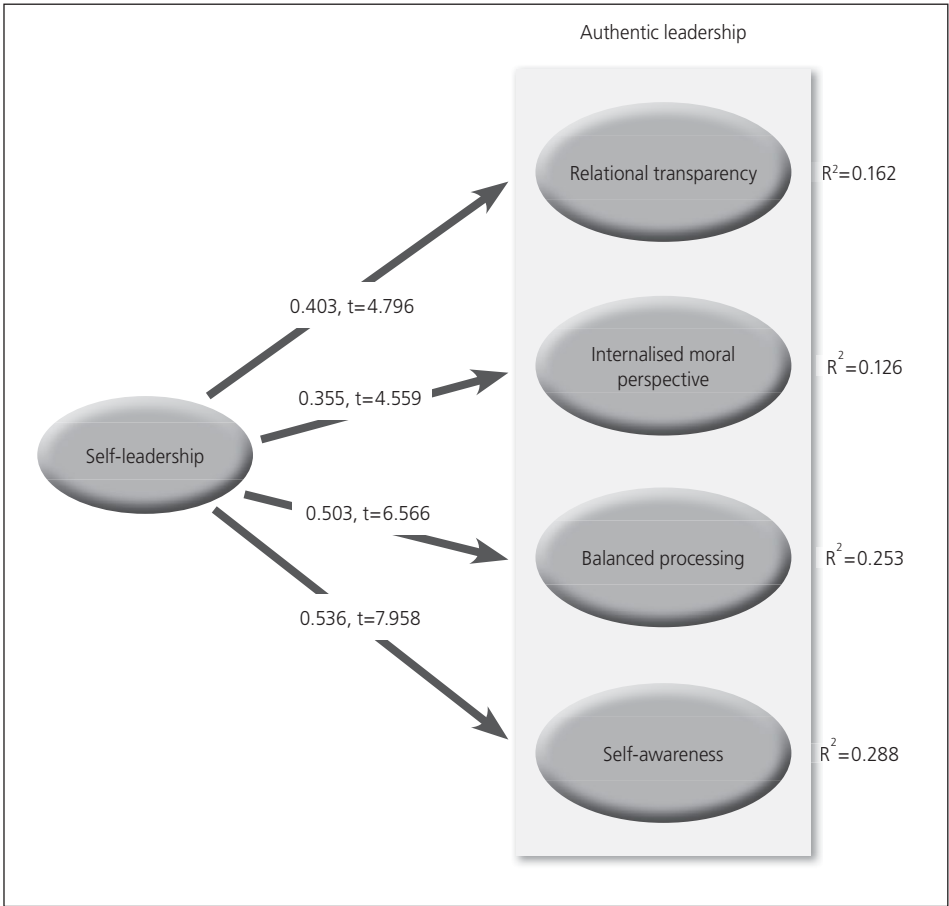 Authentic leadership
Relational transparency
R²=0.162
0.403, t=4.796
Internalised moral
perspective
R²=0.126
0.355, t=4.559
Self-leadership
0.503, t=6.566
Balanced processing
R²=0.253
0.536, t=7.958
Self-awareness
R²=0.288